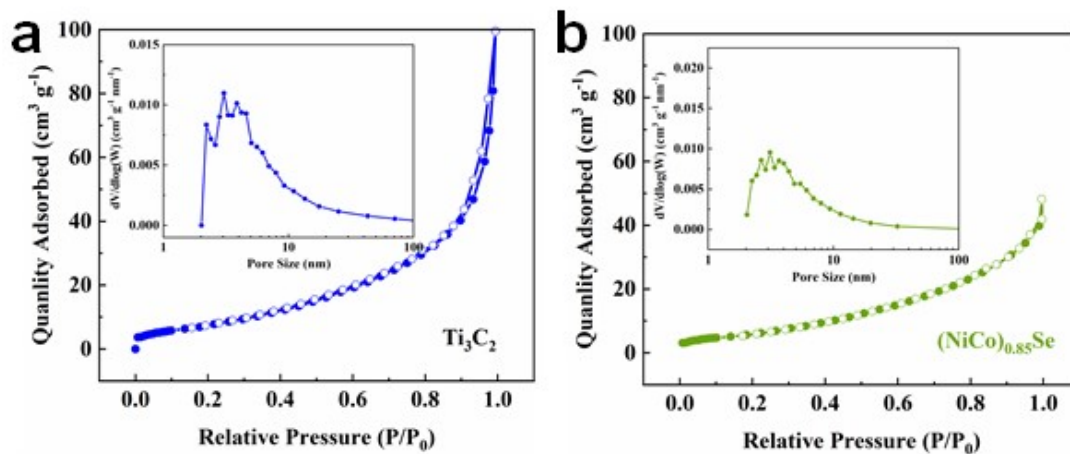 a
Quanlity Adsorbed (cm³ g⁻¹)
100
80
60
40
20
0
0.0 0.2 0.4 0.6 0.8 1.0
Relative Pressure (P/P₀)
Ti₃C₂
dV/dlog(W) (cm³ g⁻¹ nm⁻¹)
0.015
0.010
0.005
0.000
1 10 100
Pore Size (nm)
b
Quanlity Adsorbed (cm³ g⁻¹)
100
80
60
40
20
0
0.0 0.2 0.4 0.6 0.8 1.0
Relative Pressure (P/P₀)
(NiCo)₀.₈₅Se
dV/dlog(W) (cm³ g⁻¹ nm⁻¹)
0.020
0.015
0.010
0.005
0.000
1 10 100
Pore Size (nm)